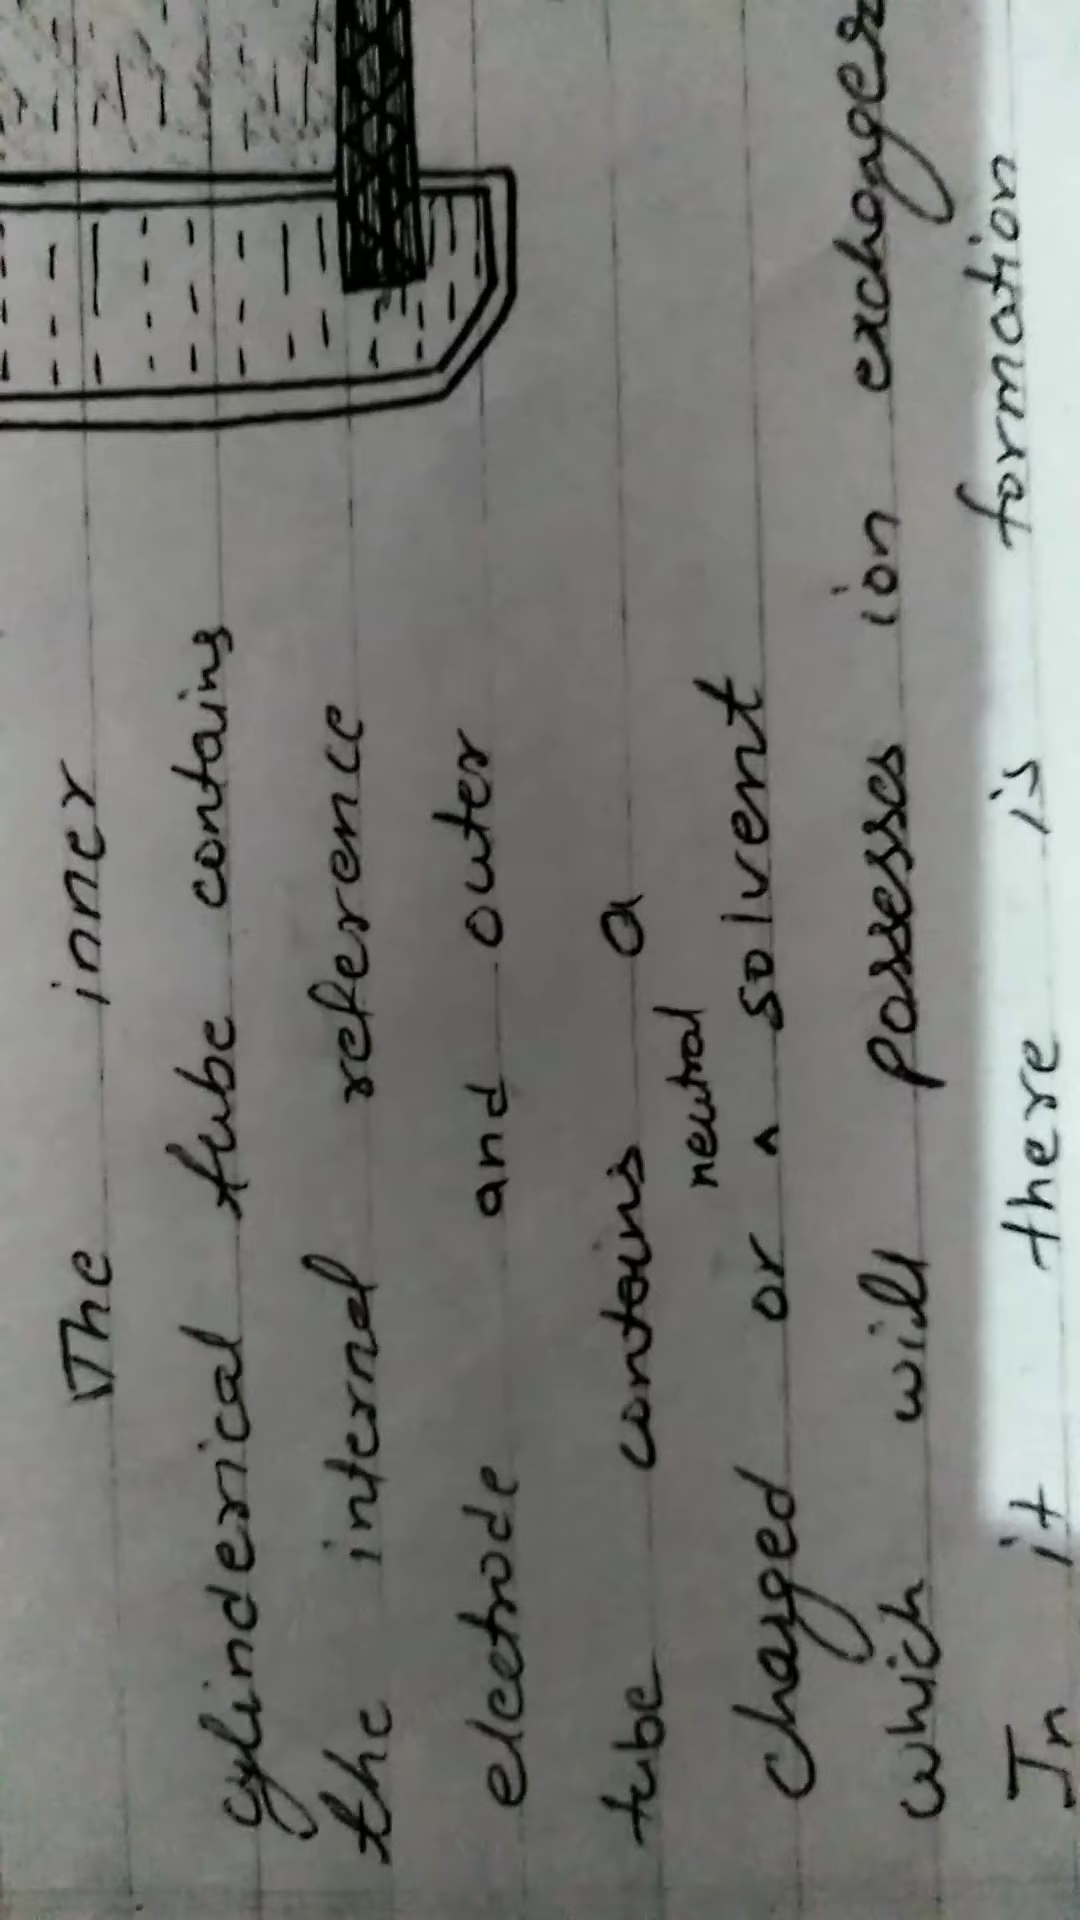 The inner
cylinderical tube contains
the internal reference
electrode and outer
tube contains a
neutral
charged or ^ solvent
which will possesses ion exchanger
In it there is formation